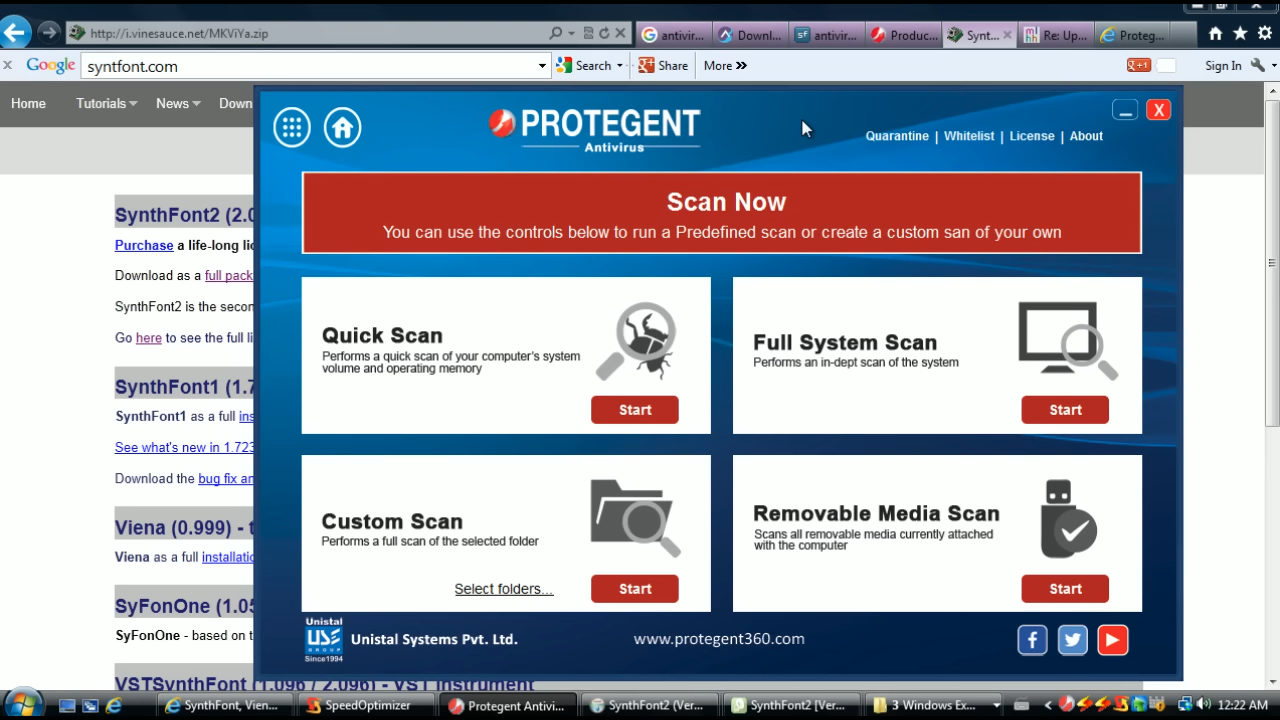 http://i.vinesauce.net/MKViYa.zip
antivir...
Downl...
antivir...
Produc...
Synt...
Re: Up...
Proteg...
Google
syntfont.com
Search
Share
More »
+1
Sign In
Home
Tutorials
News
Down
PROTEGENT
Antivirus
Quarantine | Whitelist | License | About
X
Scan Now
You can use the controls below to run a Predefined scan or create a custom san of your own
SynthFont2 (2.0
Purchase a life-long lic
Download as a full pack
SynthFont2 is the secon
Go here to see the full li
SynthFont1 (1.7
SynthFont1 as a full ins
See what's new in 1.723
Download the bug fix an
Viena (0.999) - t
Viena as a full installatio
SyFonOne (1.05
SyFonOne - based on t
VSTSynthFont (1.096 / 2.096) - VST Instrument
Quick Scan
Performs a quick scan of your computer's system
volume and operating memory
Start
Full System Scan
Performs an in-dept scan of the system
Start
Custom Scan
Performs a full scan of the selected folder
Select folders...
Start
Removable Media Scan
Scans all removable media currently attached
with the computer
Start
Unistal
USE
GROUP
Since1994
Unistal Systems Pvt. Ltd.
www.protegent360.com
SynthFont, Vien...
SpeedOptimizer
Protegent Antivi...
SynthFont2 (Ver...
SynthFont2 [Ver...
3 Windows Ex...
12:22 AM